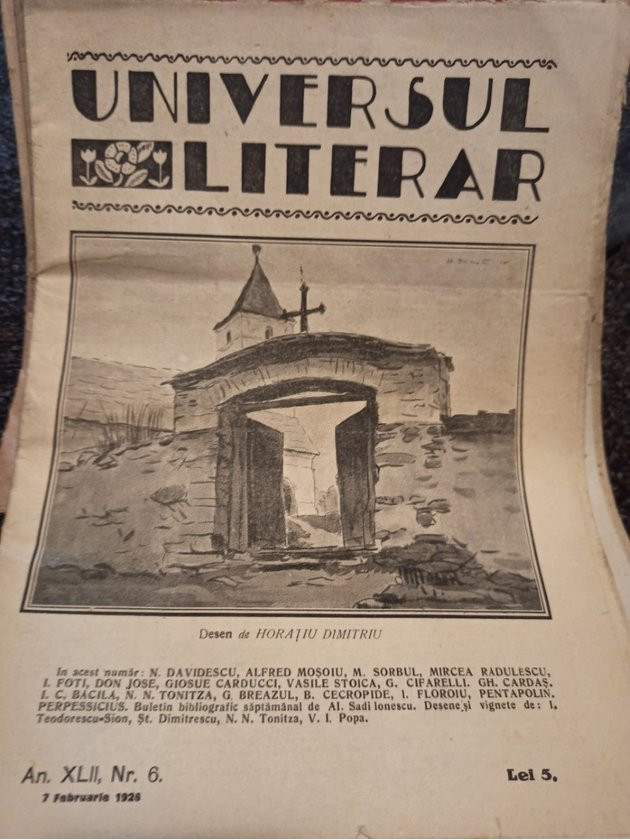 UNIVERSUL
LITERAR
Desen de HORAȚIU DIMITRIU
In acest număr: N. DAVIDESCU, ALFRED MOȘOIU, M. SORBUL, MIRCEA RĂDULESCU,
I. FOTI, DON JOSE, GIOSUE CARDUCCI, VASILE STOICA, G. CIFARELLI, GH. CARDAȘ,
I. C. BĂCILĂ, N. N. TONITZA, G. BREAZUL, B. CECROPIDE, I. FLOROIU, PENTAPOLIN,
PERPESSICIUS. Buletin bibliografic săptămânal de Al. Sadi Ionescu. Desene și vignete de: I.
Teodorescu-Sion, Șt. Dimitrescu, N. N. Tonitza, V. I. Popa.
An. XLII, Nr. 6. Lei 5.
7 Februarie 1926